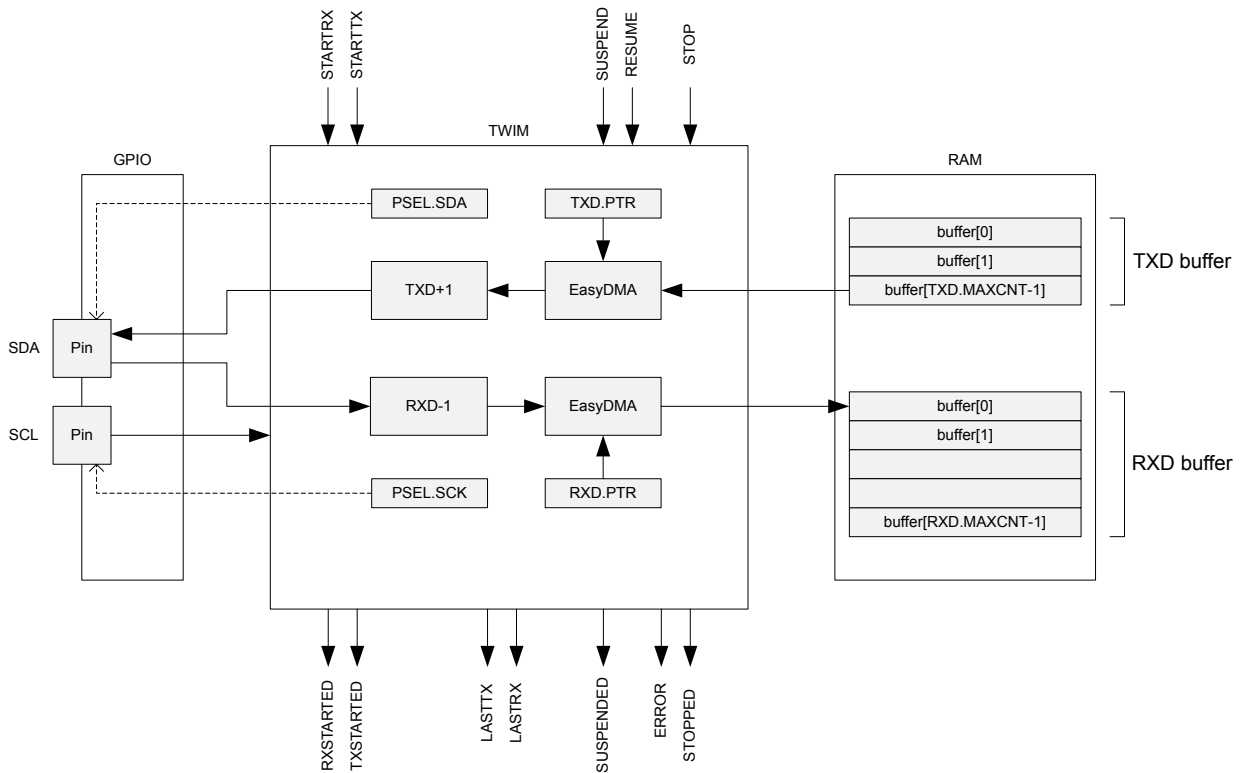 STARTRX
STARTTX
SUSPEND
RESUME
STOP
TWIM
GPIO
RAM
PSEL.SDA
TXD.PTR
buffer[0]
buffer[1]
buffer[TXD.MAXCNT-1]
TXD buffer
TXD+1
EasyDMA
SDA
Pin
RXD-1
EasyDMA
buffer[0]
buffer[1]
buffer[RXD.MAXCNT-1]
RXD buffer
SCL
Pin
PSEL.SCK
RXD.PTR
RXSTARTED
TXSTARTED
LASTTX
LASTRX
SUSPENDED
ERROR
STOPPED